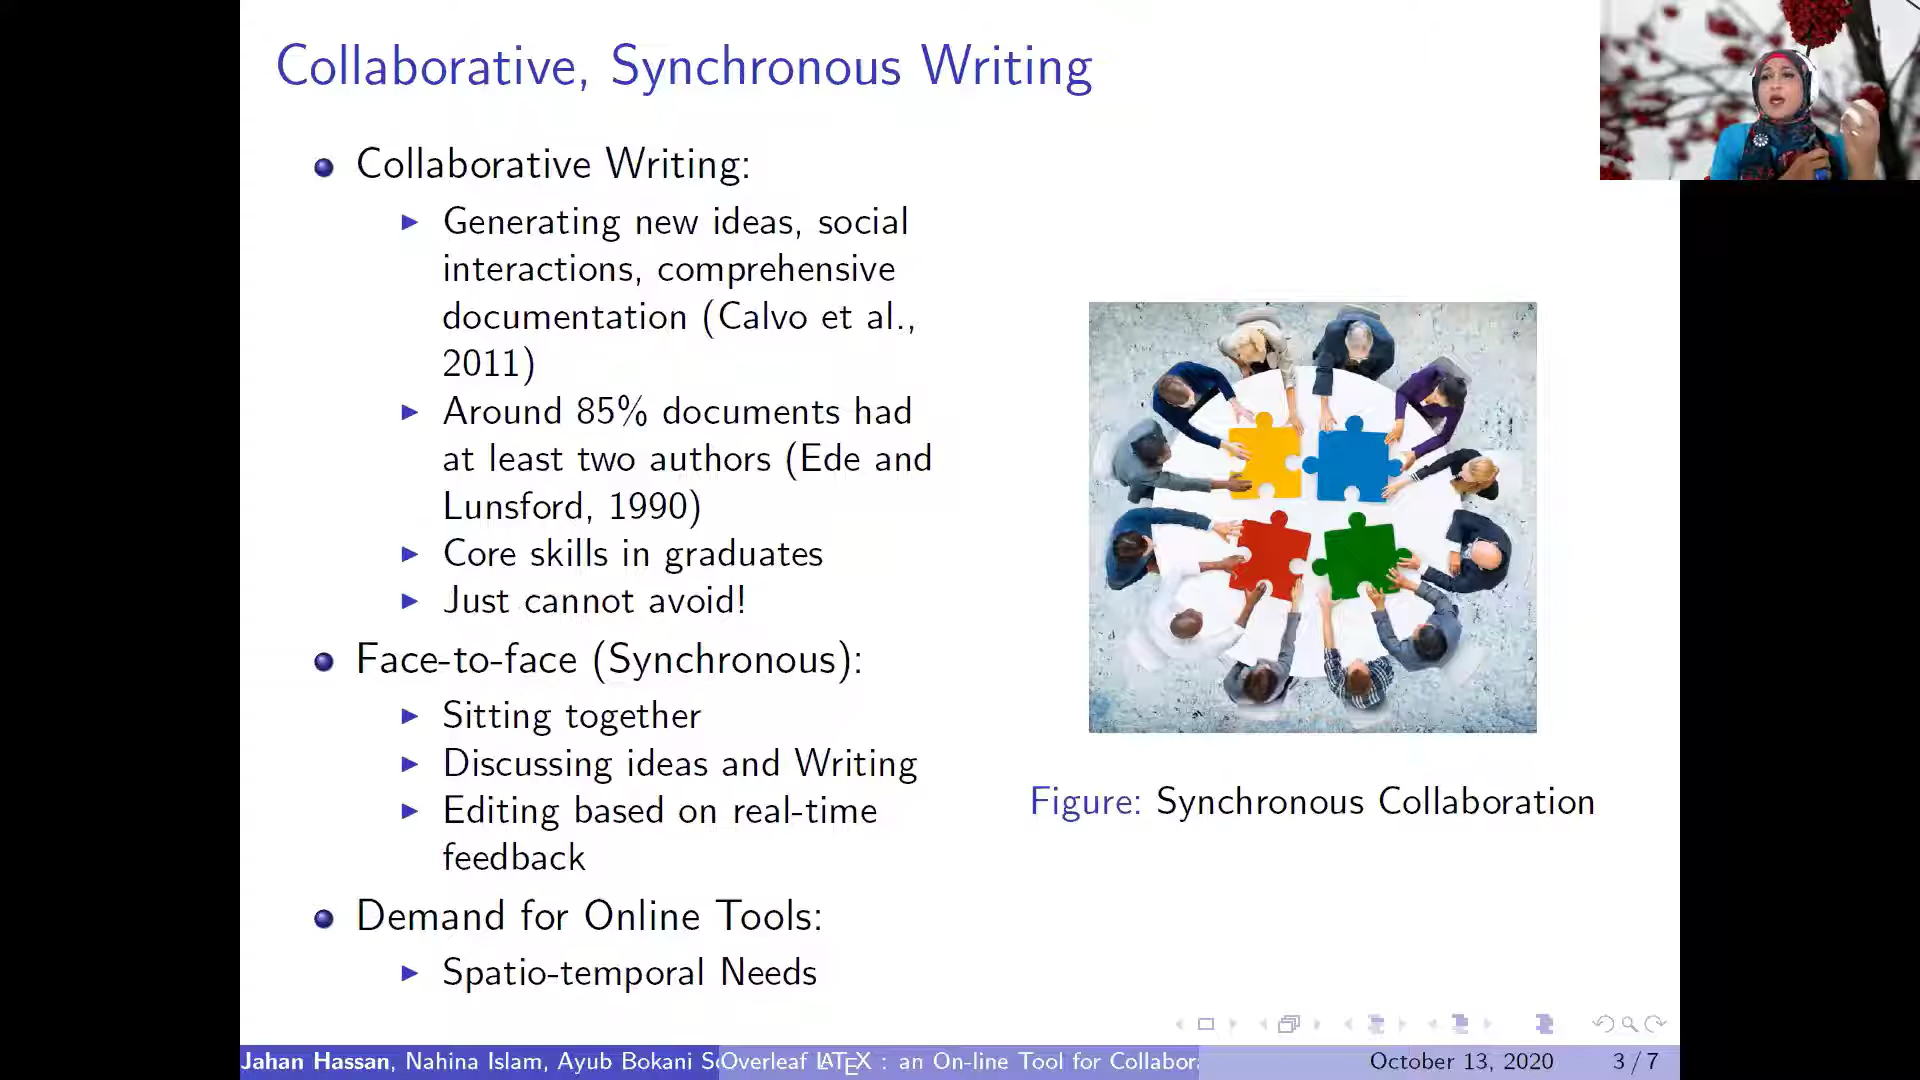 Collaborative, Synchronous Writing
Collaborative Writing:
Generating new ideas, social
interactions, comprehensive
documentation (Calvo et al.,
2011)
Around 85% documents had
at least two authors (Ede and
Lunsford, 1990)
Core skills in graduates
Just cannot avoid!
Face-to-face (Synchronous):
Sitting together
Discussing ideas and Writing
Editing based on real-time
feedback
Demand for Online Tools:
Spatio-temporal Needs
Figure: Synchronous Collaboration
Jahan Hassan, Nahina Islam, Ayub Bokani
Overleaf LATEX : an On-line Tool for
October 13, 2020
3 / 7